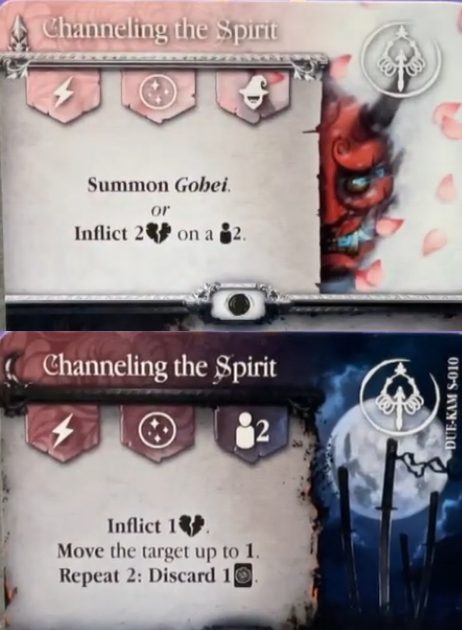 Channeling the Spirit
Summon Gohei.
or
Inflict 2 on a 2.
Channeling the Spirit
2
DUE-KAM S-010
Inflict 1.
Move the target up to 1.
Repeat 2: Discard 1.